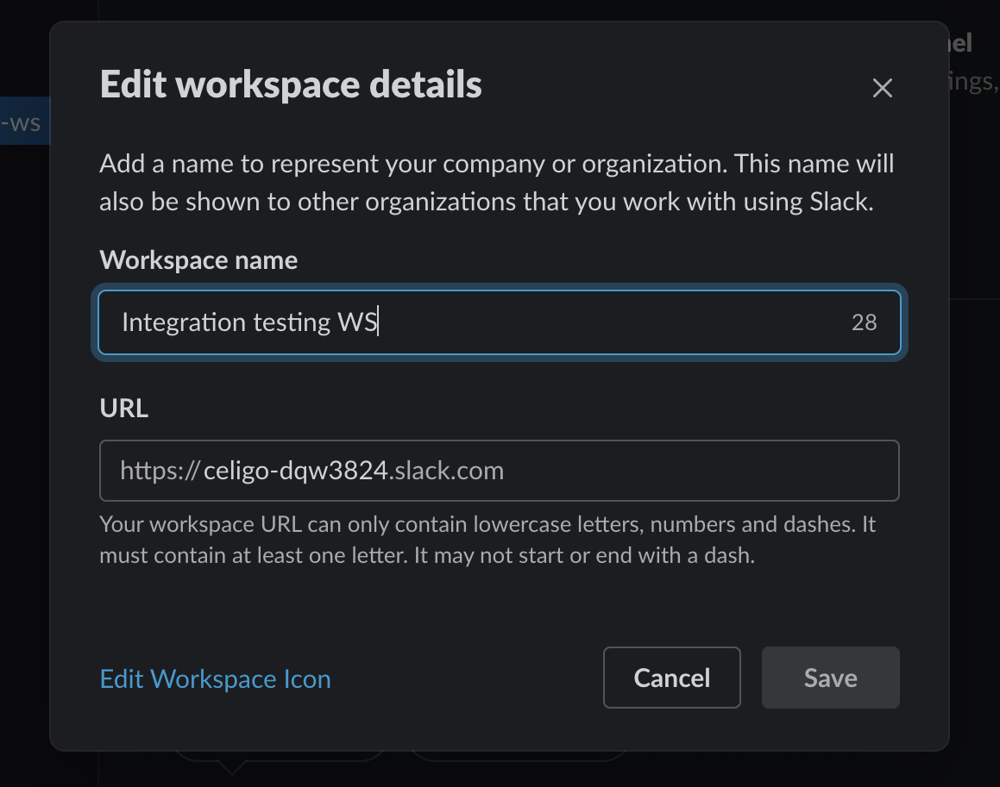 nel
Edit workspace details
ings,
-ws
Add a name to represent your company or organization. This name will
also be shown to other organizations that you work with using Slack.
Workspace name
Integration testing WS 28
URL
https://celigo-dqw3824.slack.com
Your workspace URL can only contain lowercase letters, numbers and dashes. It
must contain at least one letter. It may not start or end with a dash.
Edit Workspace Icon Cancel Save